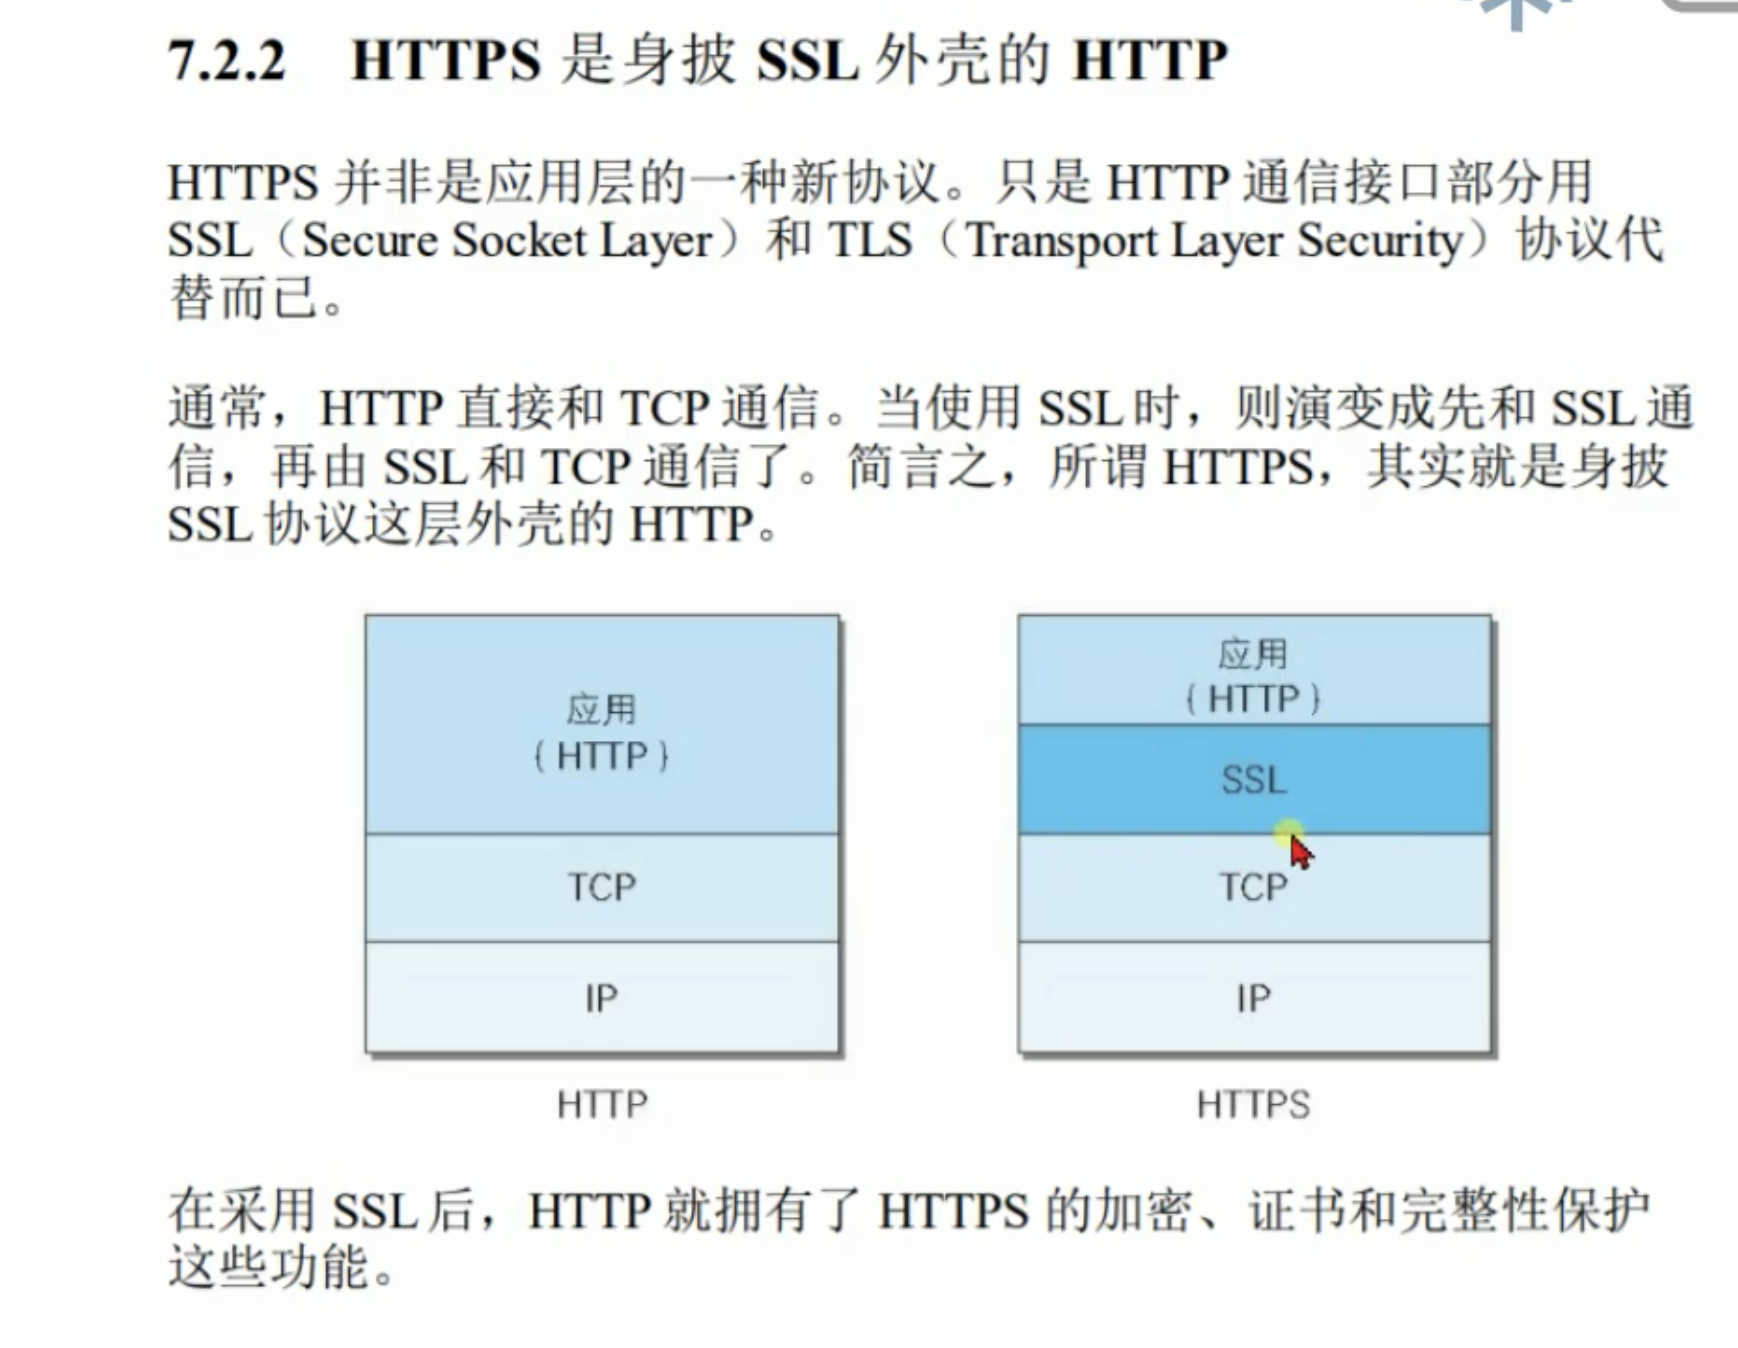 7.2.2 HTTPS 是身披 SSL 外壳的 HTTP
HTTPS 并非是应用层的一种新协议。只是 HTTP 通信接口部分用
SSL（Secure Socket Layer）和 TLS（Transport Layer Security）协议代
替而已。
通常，HTTP 直接和 TCP 通信。当使用 SSL 时，则演变成先和 SSL 通
信，再由 SSL 和 TCP 通信了。简言之，所谓 HTTPS，其实就是身披
SSL 协议这层外壳的 HTTP。
应用
（HTTP）
TCP
IP
HTTP
应用
（HTTP）
SSL
TCP
IP
HTTPS
在采用 SSL 后，HTTP 就拥有了 HTTPS 的加密、证书和完整性保护
这些功能。